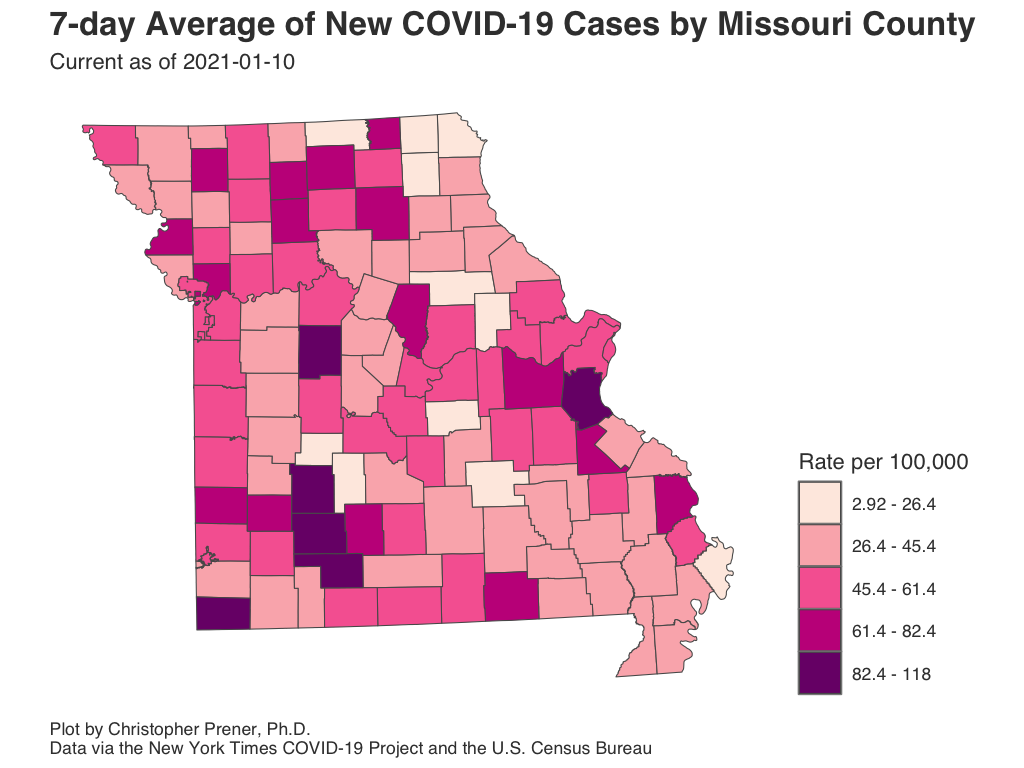 7-day Average of New COVID-19 Cases by Missouri County
Current as of 2021-01-10
Rate per 100,000
2.92 - 26.4
26.4 - 45.4
45.4 - 61.4
61.4 - 82.4
82.4 - 118
Plot by Christopher Prener, Ph.D.
Data via the New York Times COVID-19 Project and the U.S. Census Bureau